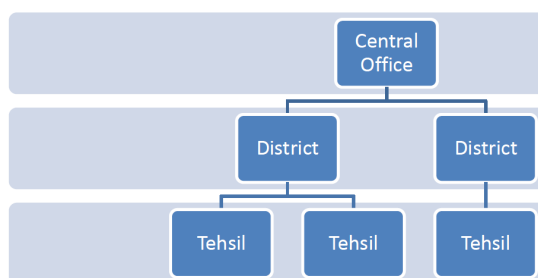 Central
Office
District
District
Tehsil
Tehsil
Tehsil